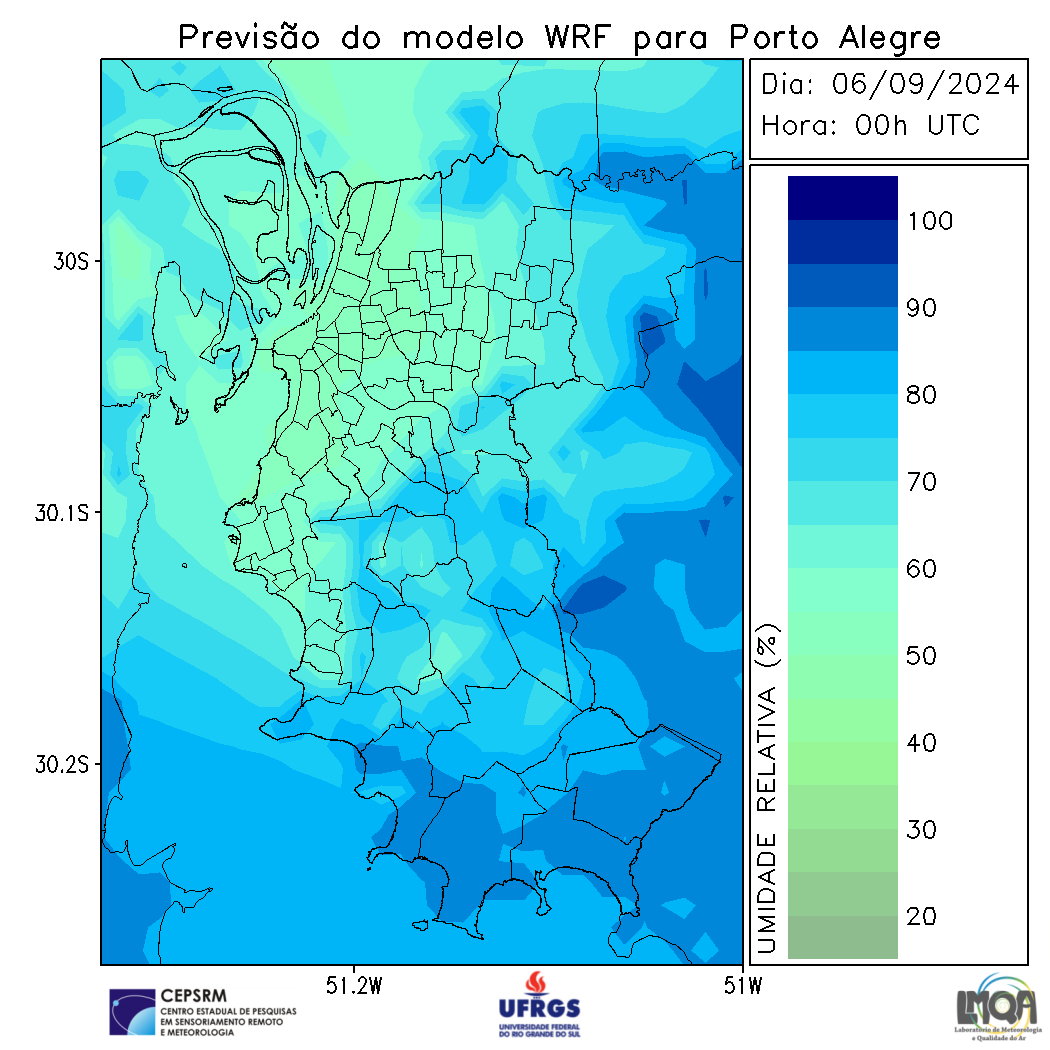 Previsão do modelo WRF para Porto Alegre
Dia: 06/09/2024
Hora: 00h UTC
30S
30.1S
30.2S
51.2W
51W
UMIDADE RELATIVA (%)
100
90
80
70
60
50
40
30
20
CEPSRM
CENTRO ESTADUAL DE PESQUISAS
EM SENSORIAMENTO REMOTO
E METEOROLOGIA
UFRGS
UNIVERSIDADE FEDERAL
DO RIO GRANDE DO SUL
LMQA
Laboratório de Meteorologia
e Qualidade do Ar